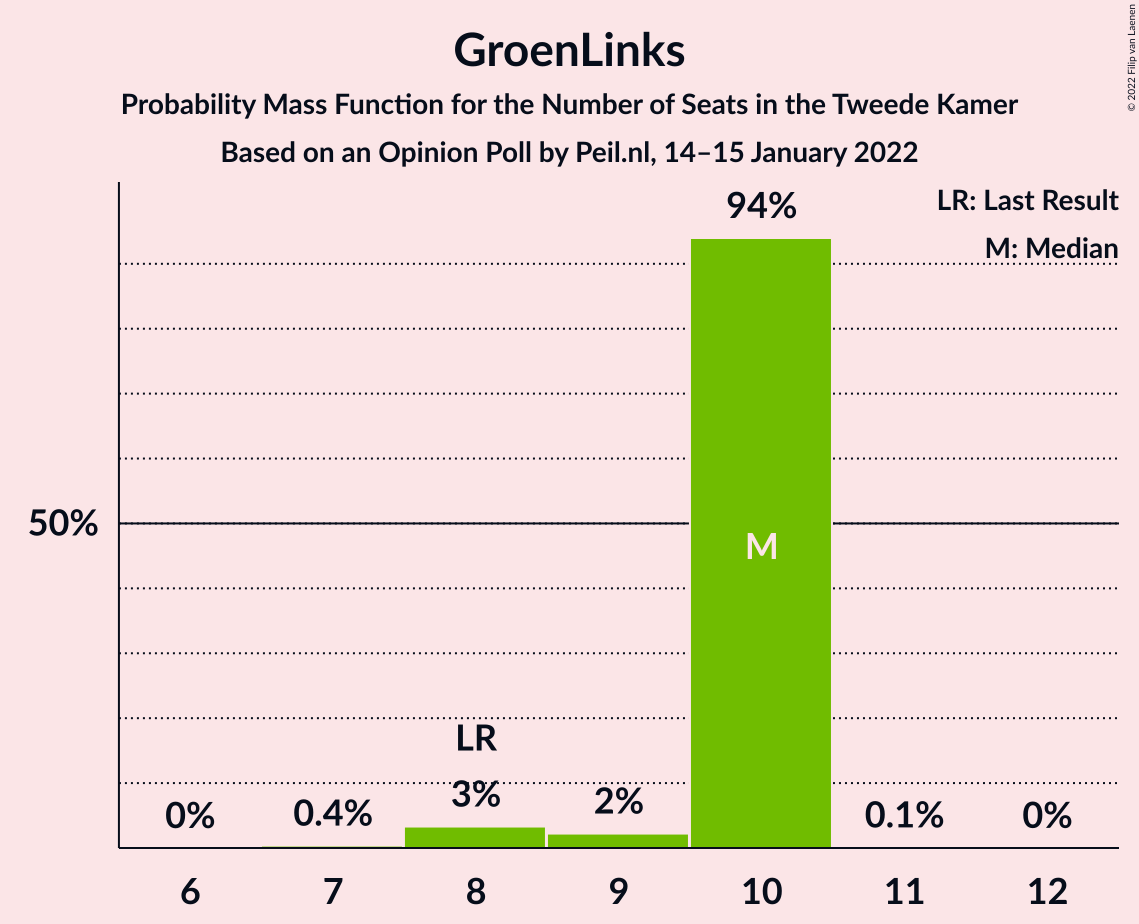 GroenLinks
Probability Mass Function for the Number of Seats in the Tweede Kamer
Based on an Opinion Poll by Peil.nl, 14–15 January 2022
© 2022 Filip van Laenen
LR: Last Result
M: Median
94%
50%
M
LR
0%
0.4%
3%
2%
0.1%
0%
6
7
8
9
10
11
12